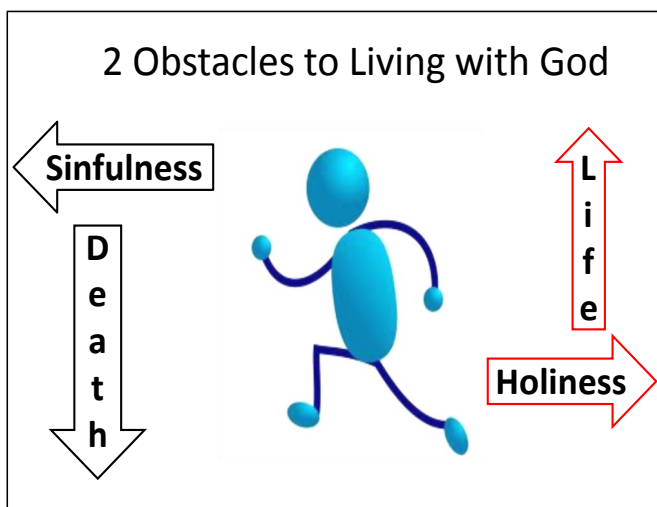 2 Obstacles to Living with God
Sinfulness
Death
Life
Holiness